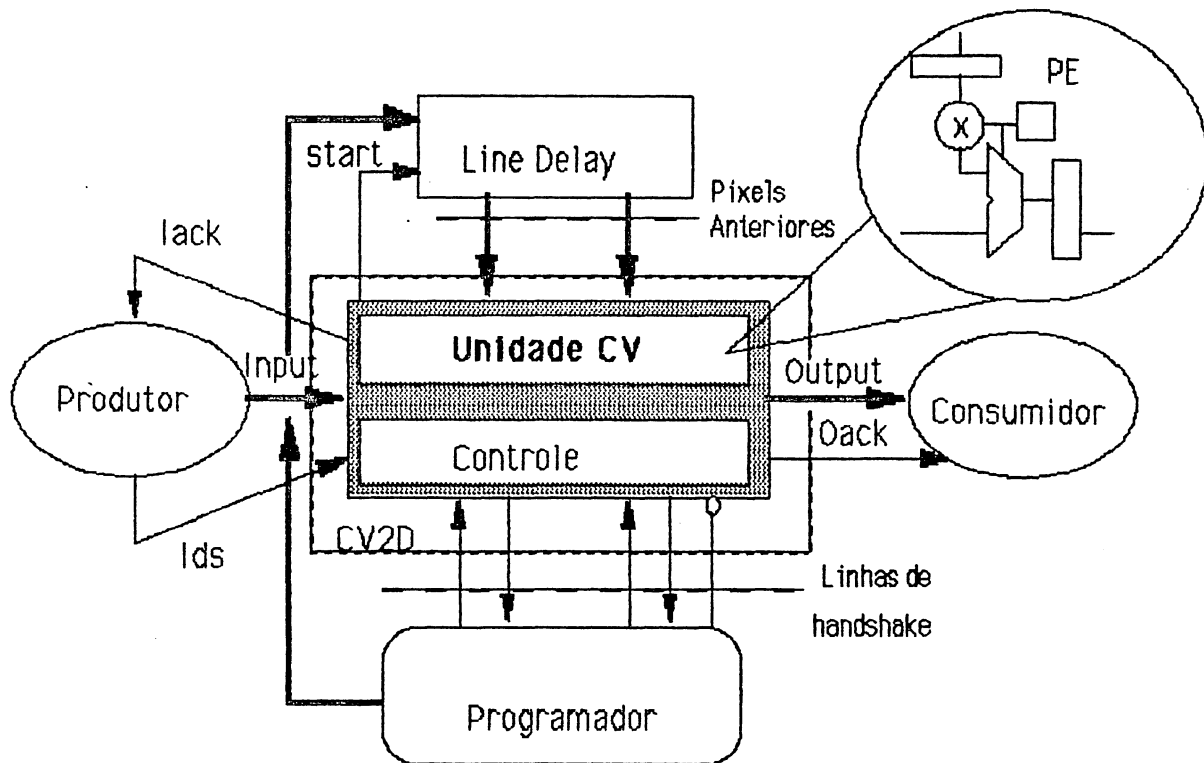 PE
X
Line Delay
start
Pixels
Anteriores
Iack
Unidade CV
Input
Output
Produtor
Consumidor
Oack
Controle
CV2D
Ids
Linhas de
handshake
Programador